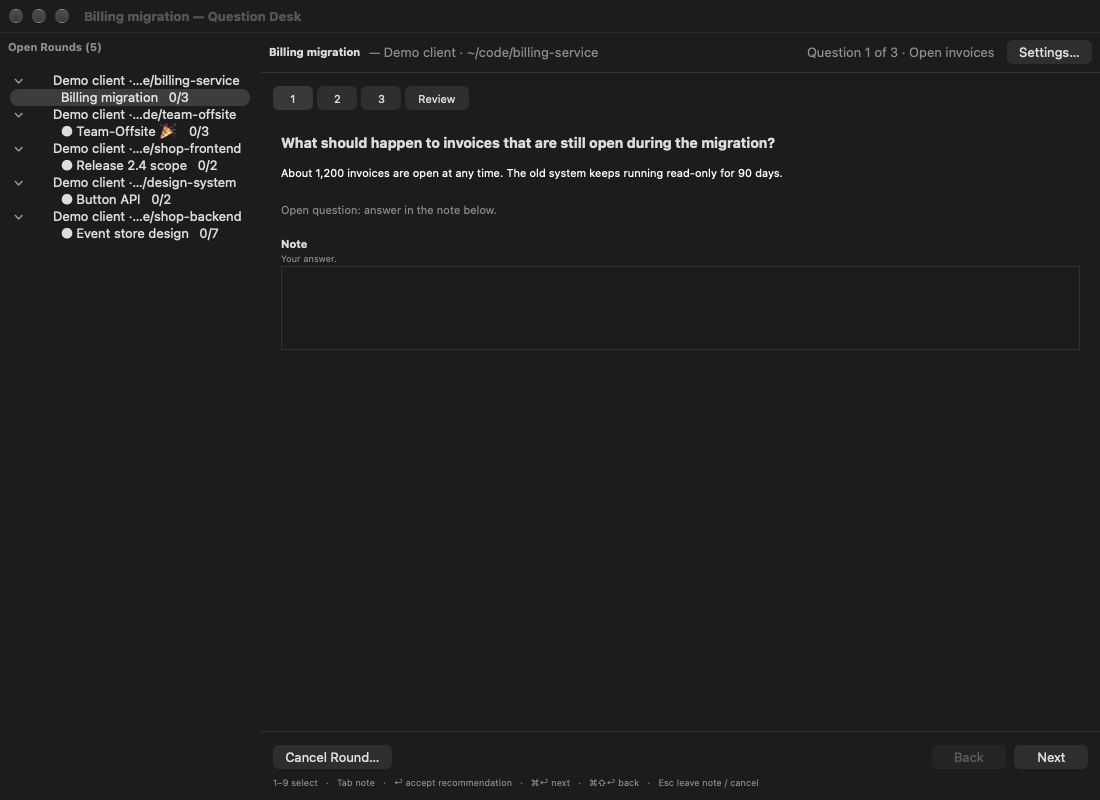 Billing migration — Question Desk
Open Rounds (5)
Demo client ·...e/billing-service
Billing migration 0/3
Demo client ·...de/team-offsite
Team-Offsite 🎉 0/3
Demo client ·...e/shop-frontend
Release 2.4 scope 0/2
Demo client ·.../design-system
Button API 0/2
Demo client ·...e/shop-backend
Event store design 0/7
Billing migration — Demo client · ~/code/billing-service
Question 1 of 3 · Open invoices
Settings...
1 2 3 Review
What should happen to invoices that are still open during the migration?
About 1,200 invoices are open at any time. The old system keeps running read-only for 90 days.
Open question: answer in the note below.
Note
Your answer.
Cancel Round...
Back
Next
1–9 select · Tab note · ↩ accept recommendation · ⌘↩ next · ⌘⇧↩ back · Esc leave note / cancel